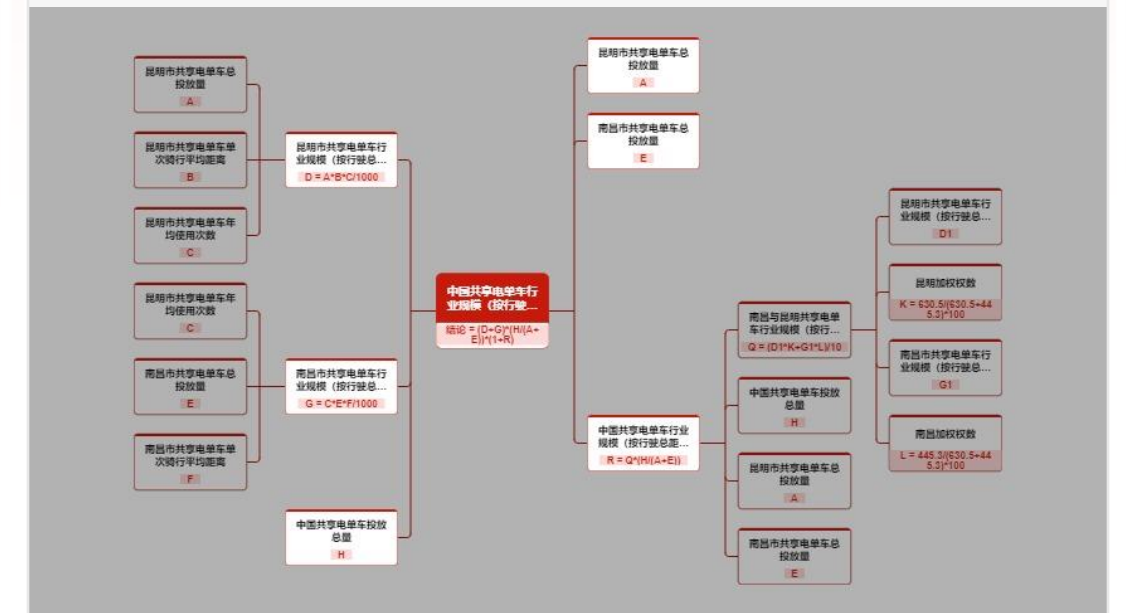 昆明市共享电单车总
投放量
A
昆明市共享电单车单
次骑行平均距离
B
昆明市共享电单车年
均使用次数
C
昆明市共享电单车年
均使用次数
C
南昌市共享电单车总
投放量
E
南昌市共享电单车单
次骑行平均距离
F
昆明市共享电单车行
业规模（按行驶总...
D = A*B*C/1000
南昌市共享电单车行
业规模（按行驶总...
G = C*E*F/1000
中国共享电单车投放
总量
H
中国共享电单车行
业规模（按行驶...
结论 = (D+G)*(H/(A+
E))*(1+R)
昆明市共享电单车总
投放量
A
南昌市共享电单车总
投放量
E
中国共享电单车行业
规模（按行驶总距...
R = Q*(H/(A+E))
南昌与昆明共享电单
车行业规模（按行...
Q = (D1*K+G1*L)/10
中国共享电单车投放
总量
H
昆明市共享电单车总
投放量
A
南昌市共享电单车总
投放量
E
昆明市共享电单车行
业规模（按行驶总...
D1
昆明加权权数
K = 630.5/(630.5+44
5.3)*100
南昌市共享电单车行
业规模（按行驶总...
G1
南昌加权权数
L = 445.3/(630.5+44
5.3)*100